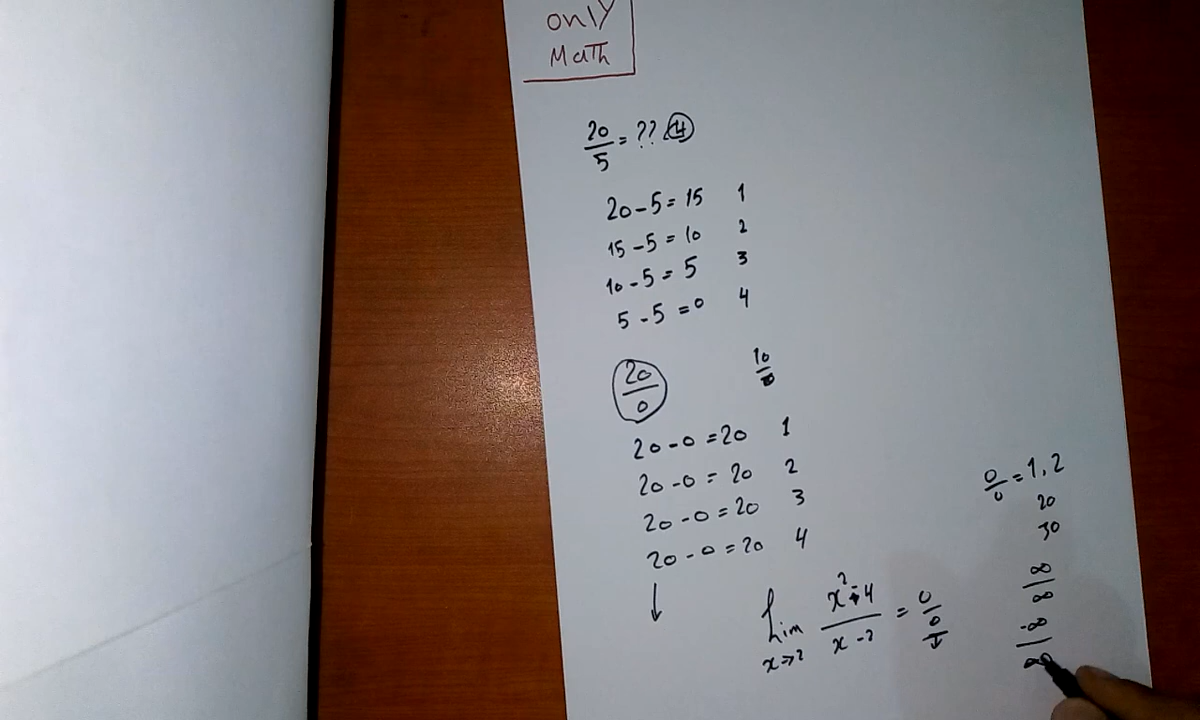 only
Math
20/5 = ?? 4
20 - 5 = 15 1
15 - 5 = 10 2
10 - 5 = 5 3
5 - 5 = 0 4
20/0
10/
20 - 0 = 20 1
20 - 0 = 20 2
20 - 0 = 20 3
20 - 0 = 20 4
↓
Lim x→2 x²-4/x-2 = 0/0 ↓
0/0 = 1, 2
20
30
∞/∞
-∞/∞